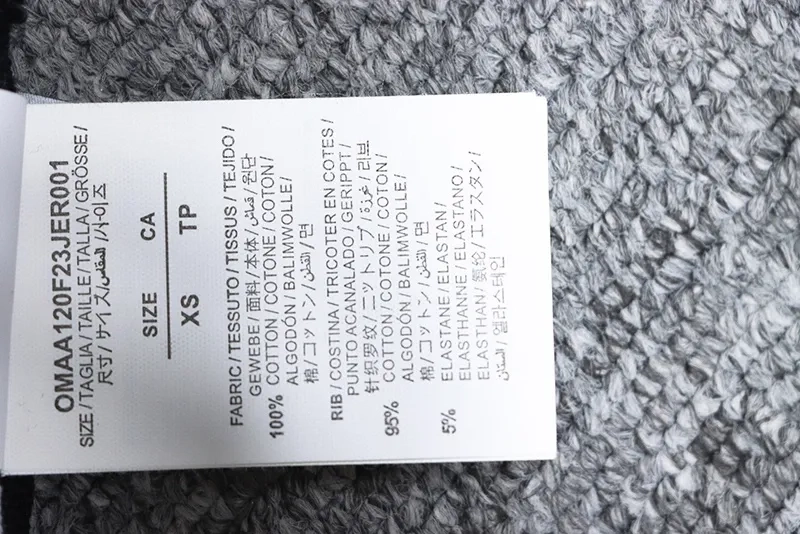 OMAA120F23JER001
SIZE / TAGLIA / TAILLE / TALLA / GRÖSSE /
尺寸 / サイズ / المقاس / 사이즈
SIZE CA
XS TP
FABRIC / TESSUTO / TISSUS / TEJIDO /
GEWEBE / 面料 / 本体 / قماش / 원단
100% COTTON / COTONE / COTON /
ALGODÓN / BALIMWOLLE /
棉 / コットン / القطن / 면
RIB / COSTINA / TRICOTER EN COTES /
PUNTO ACANALADO / GERIPPT /
针织罗纹 / ニットリブ / غرزة / 리브
95% COTTON / COTONE / COTON /
ALGODÓN / BALIMWOLLE /
棉 / コットン / القطن / 면
5% ELASTANE / ELASTAN /
ELASTHANNE / ELASTANO /
ELASTHAN / 氨纶 / エラスタン /
/ 엘라스테인